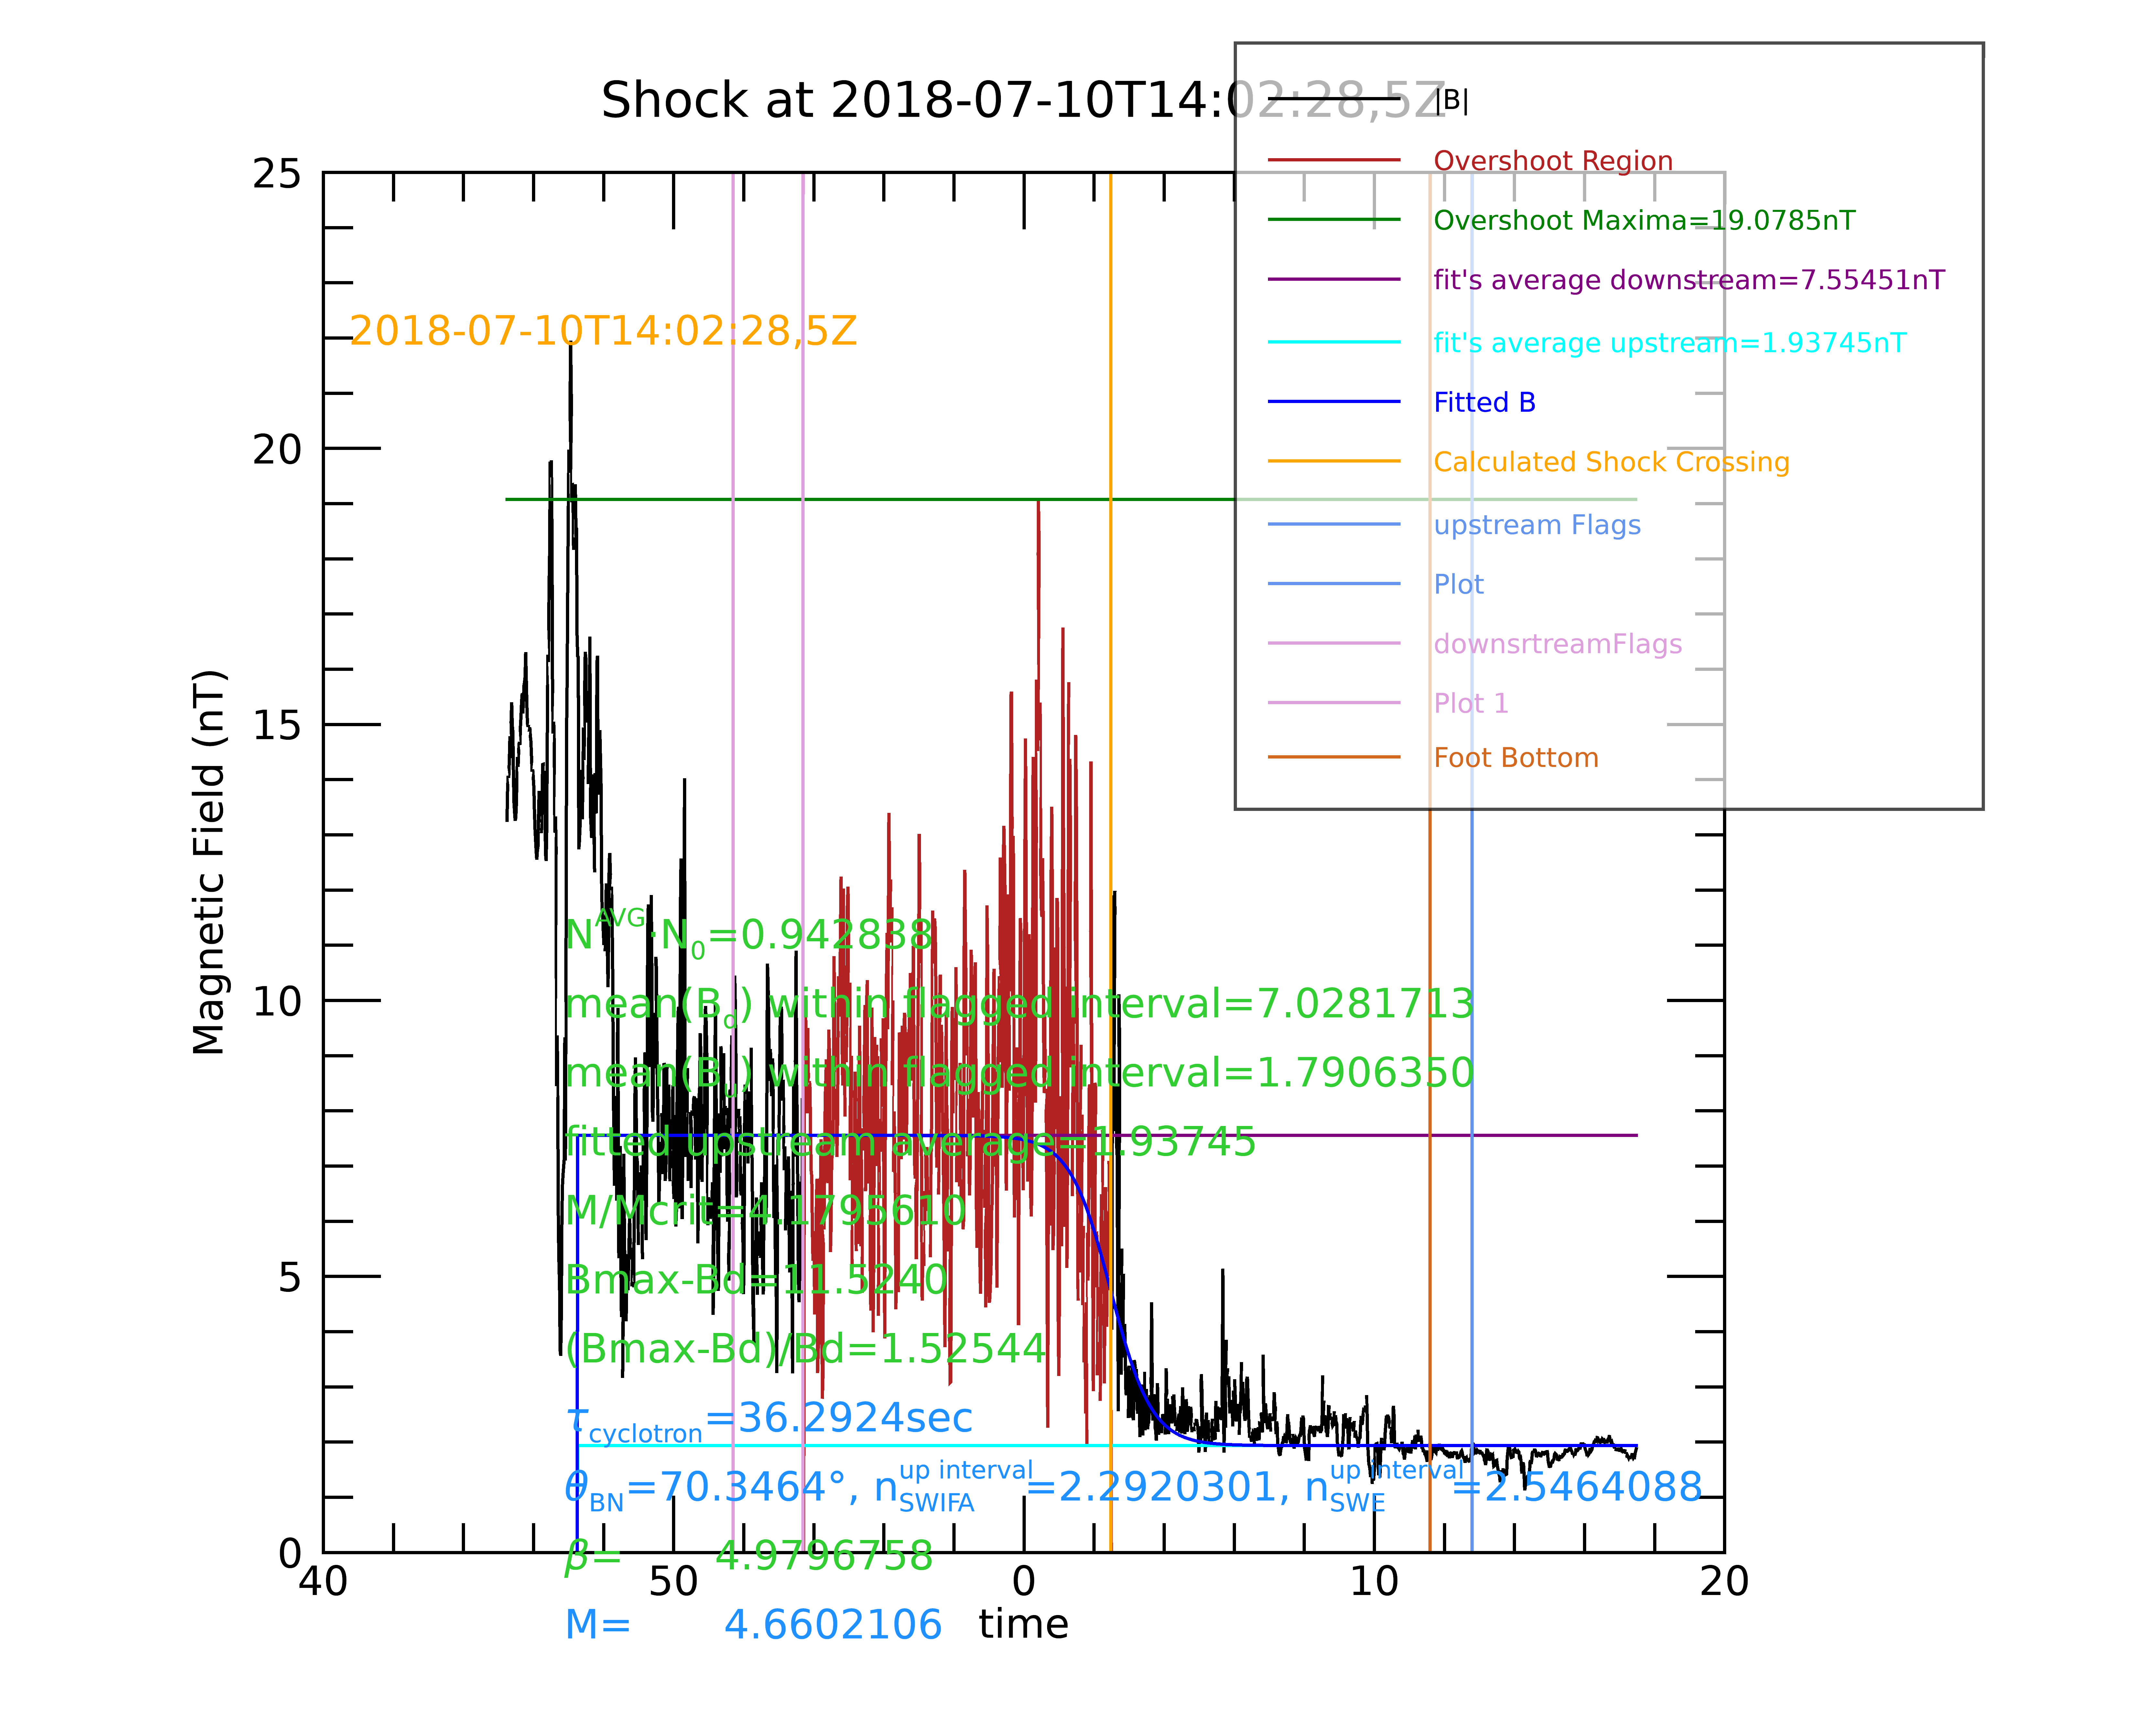 Shock at 2018-07-10T14:02:28,5Z
|B|
Overshoot Region
Overshoot Maxima=19.0785nT
fit's average downstream=7.55451nT
fit's average upstream=1.93745nT
Fitted B
Calculated Shock Crossing
upstream Flags
Plot
downsrtreamFlags
Plot 1
Foot Bottom
2018-07-10T14:02:28,5Z
Magnetic Field (nT)
25
20
15
10
5
0
N^AVG·N_0=0.942838
mean(B_d) within flagged interval=7.0281713
mean(B_u) within flagged interval=1.7906350
fitted upstream average=1.93745
M/Mcrit=4.1795610
Bmax-Bd=11.5240
(Bmax-Bd)/Bd=1.52544
τ_cyclotron=36.2924sec
θ_BN=70.3464°, n_SWIFA^up interval=2.2920301, n_SWE^up interval=2.5464088
β= 4.9796758
M= 4.6602106
40 50 0 10 20
time